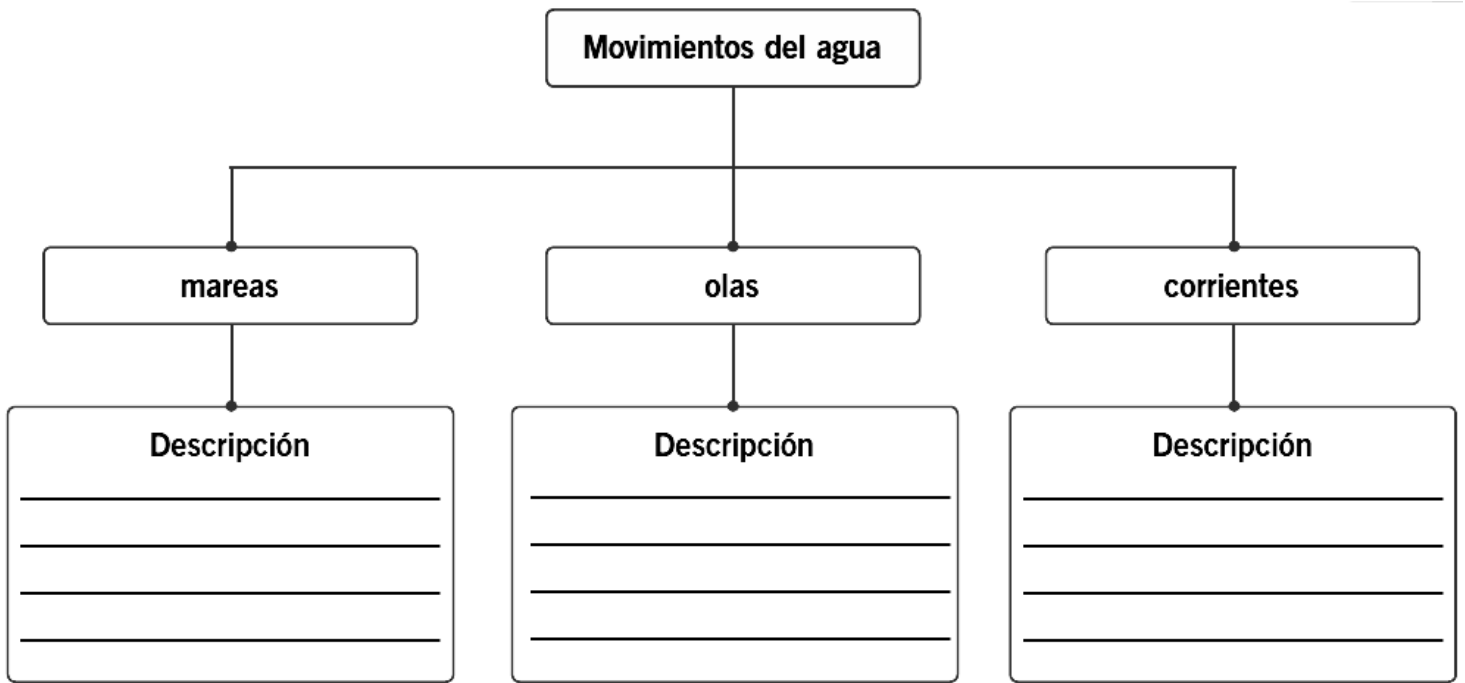 Movimientos del agua
mareas
olas
corrientes
Descripción
Descripción
Descripción